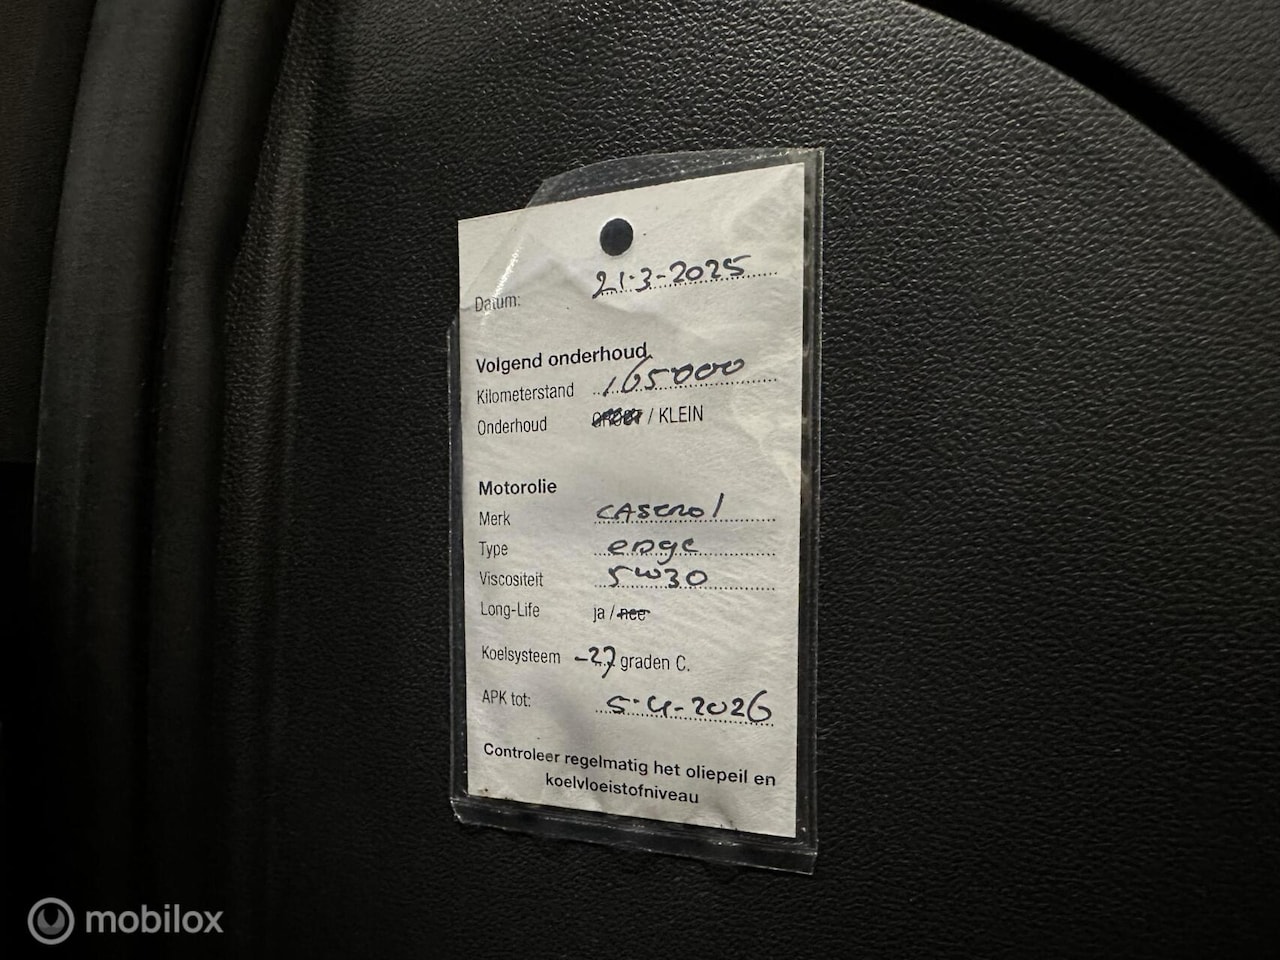 Datum: 21-3-2025
Volgend onderhoud
Kilometerstand 165000
Onderhoud GROOT / KLEIN
Motorolie
Merk CASTROL
Type EDGE
Viscositeit 5W30
Long-Life ja / nee
Koelsysteem -27 graden C.
APK tot: 5-4-2026
Controleer regelmatig het oliepeil en
koelvloeistofniveau
mobilox